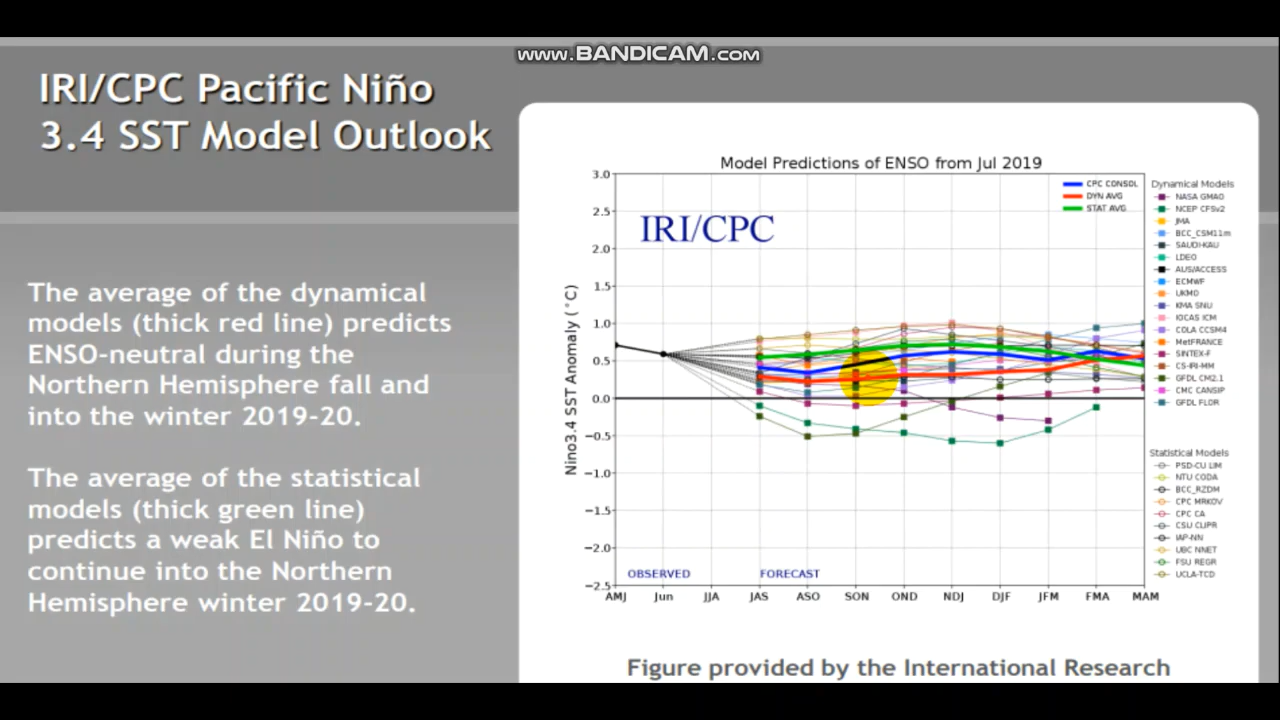 www.BANDICAM.com
IRI/CPC Pacific Niño
3.4 SST Model Outlook
The average of the dynamical
models (thick red line) predicts
ENSO-neutral during the
Northern Hemisphere fall and
into the winter 2019-20.
The average of the statistical
models (thick green line)
predicts a weak El Niño to
continue into the Northern
Hemisphere winter 2019-20.
Model Predictions of ENSO from Jul 2019
IRI/CPC
Nino3.4 SST Anomaly (°C)
3.0
2.5
2.0
1.5
1.0
0.5
0.0
−0.5
−1.0
−1.5
−2.0
−2.5
OBSERVED
FORECAST
AMJ Jun JJA JAS ASO SON OND NDJ DJF JFM FMA MAM
CPC CONSOL
DYN AVG
STAT AVG
Dynamical Models
NASA GMAO
NCEP CFSv2
JMA
BCC_CSM11m
SAUDI-KAU
LDEO
AUS/ACCESS
ECMWF
UKMO
KMA SNU
IOCAS ICM
COLA CCSM4
MetFRANCE
SINTEX-F
CS-IRI-MM
GFDL CM2.1
CMC CANSIP
GFDL FLOR
Statistical Models
PSD-CU LIM
NTU CODA
BCC_RZDM
CPC MRKOV
CPC CA
CSU CLIPR
IAP-NN
UBC NNET
FSU REGR
UCLA-TCD
Figure provided by the International Research